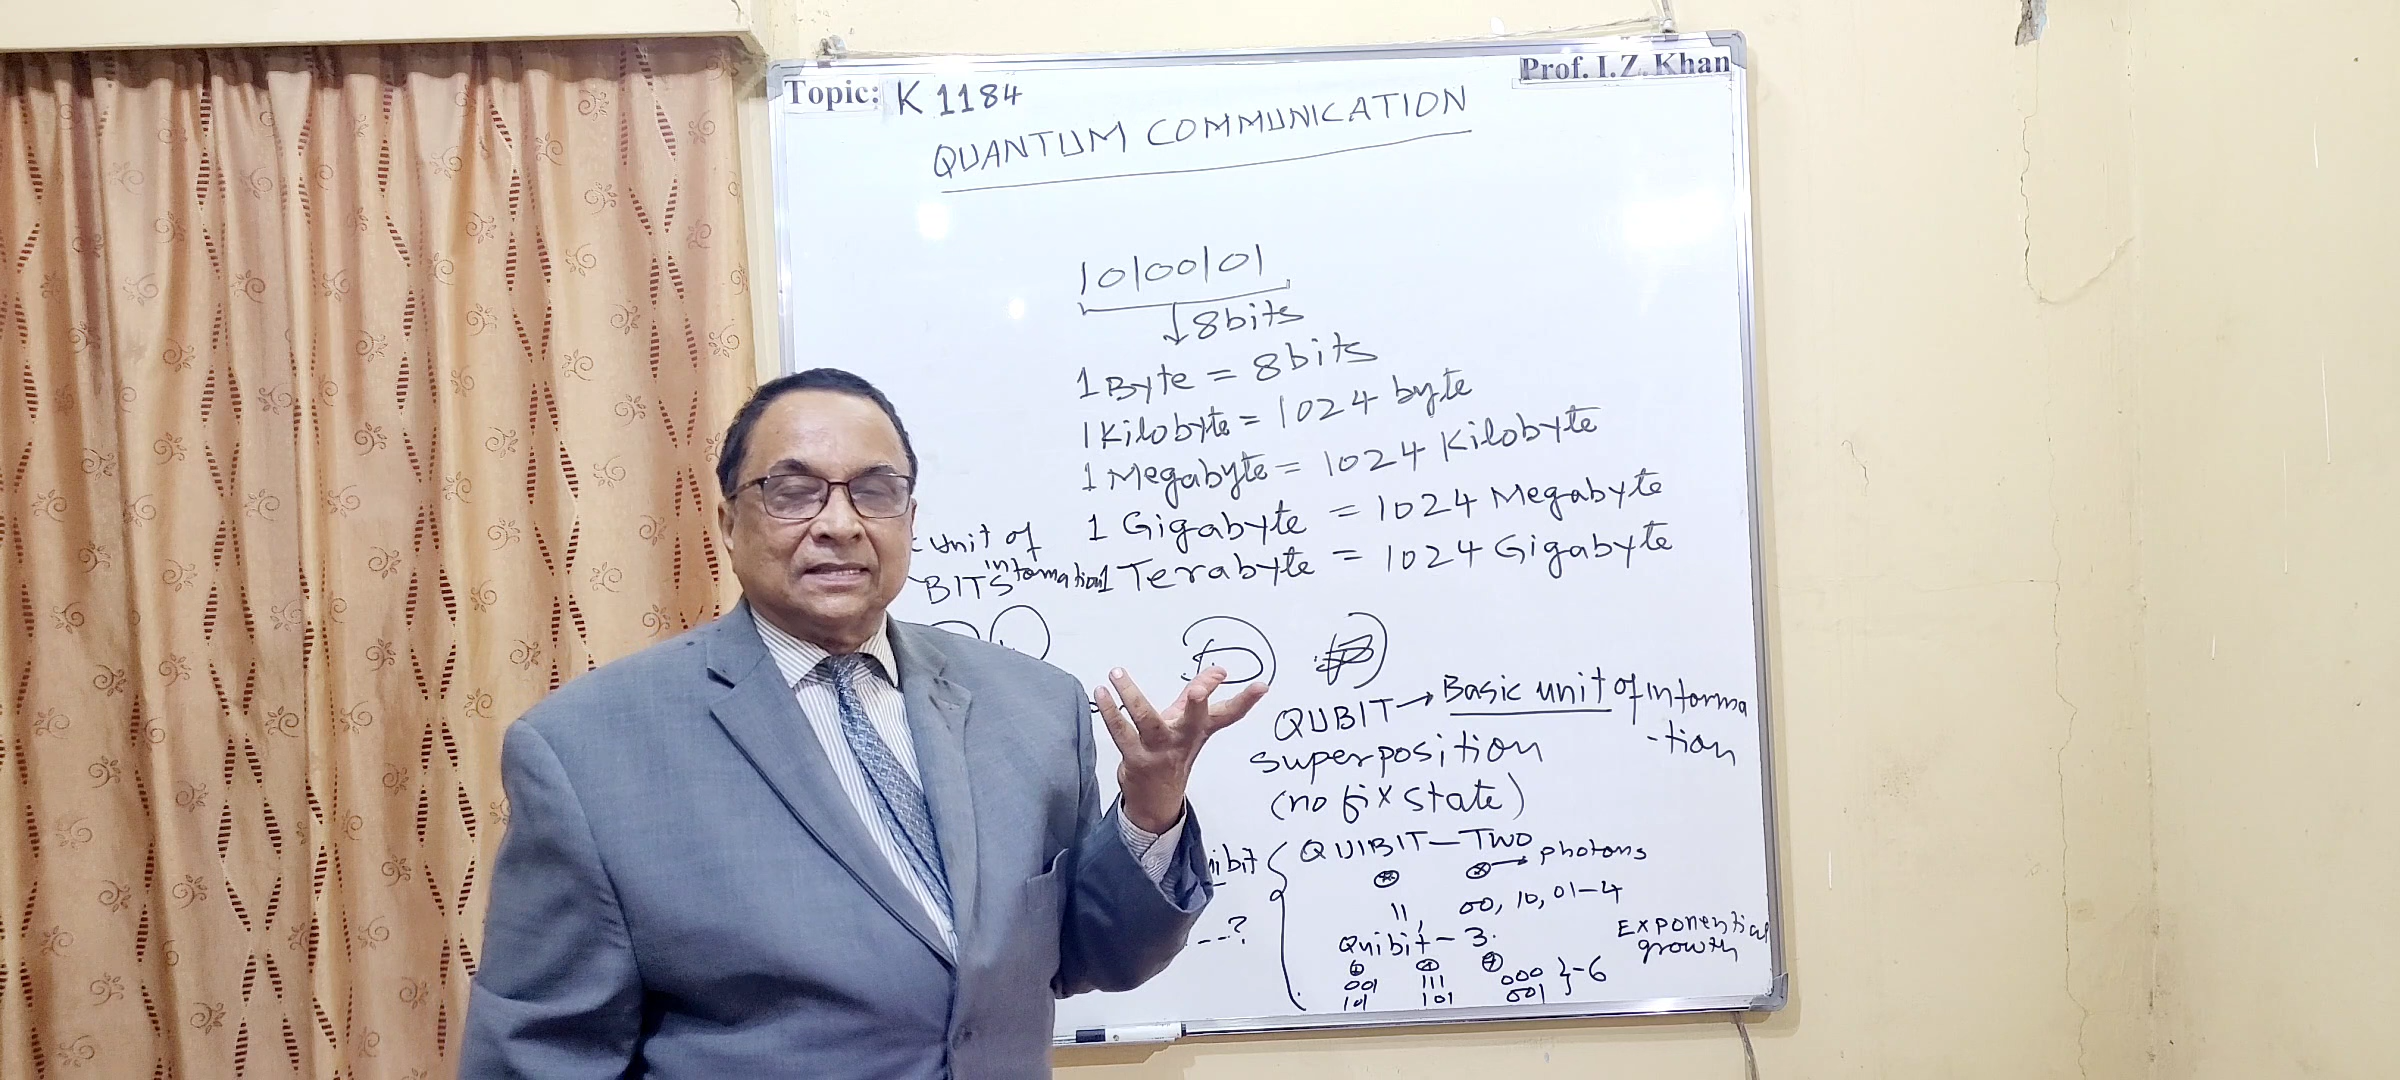 Topic: K 1184
Prof. I.Z. Khan
QUANTUM COMMUNICATION
10100101
8bits
1 Byte = 8bits
1 Kilobyte = 1024 byte
1 Megabyte = 1024 Kilobyte
1 Gigabyte = 1024 Megabyte
1 Terabyte = 1024 Gigabyte
unit of
information
BITS
QUBIT → Basic unit of informa
-tion
superposition
(no fix state)
QUIBIT — TWO
→ photons
11, 00, 10, 01 — 4
Quibit — 3.
001 111 000 } - 6
101 101 001
Exponential
growth
--- ?